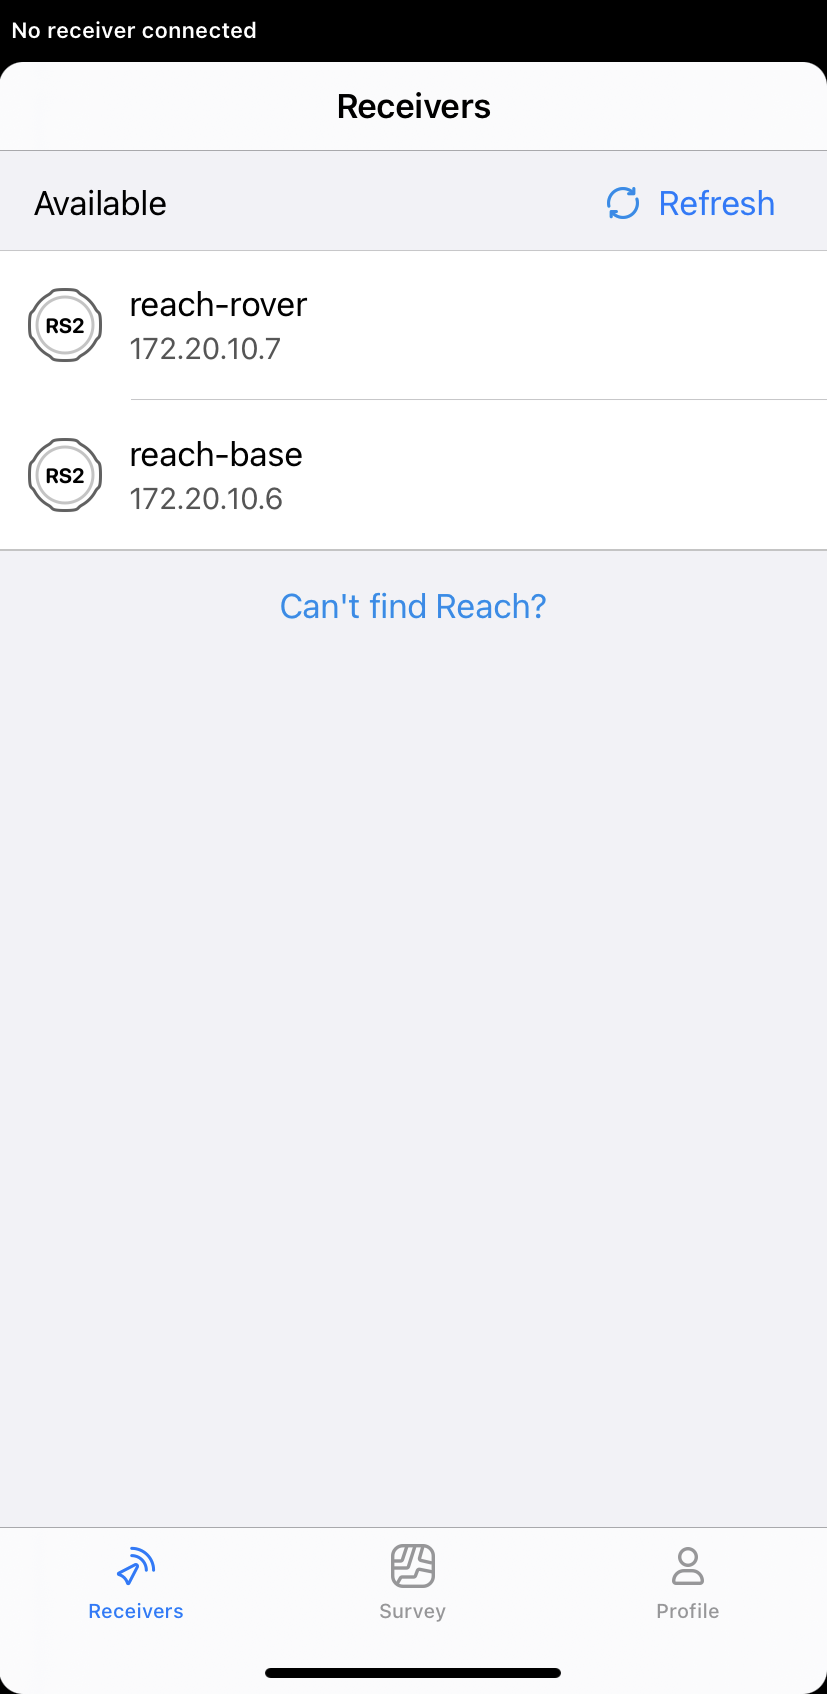 No receiver connected
Receivers
Available
Refresh
RS2
reach-rover
172.20.10.7
RS2
reach-base
172.20.10.6
Can't find Reach?
Receivers
Survey
Profile